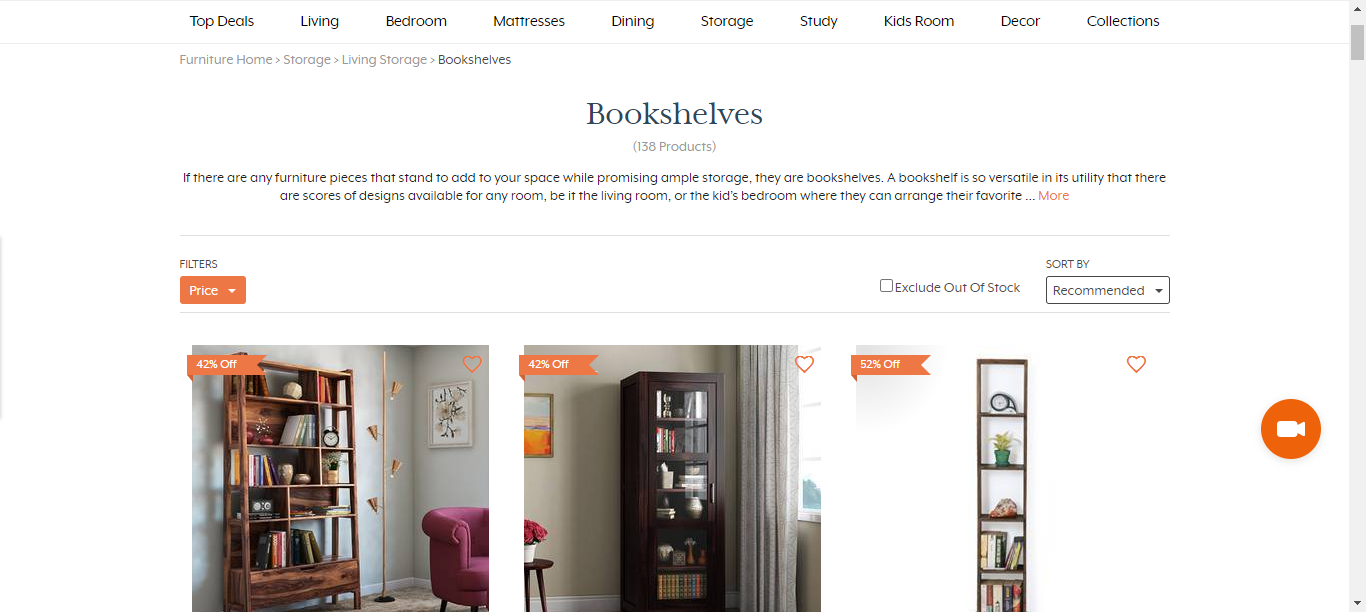 Top Deals Living Bedroom Mattresses Dining Storage Study Kids Room Decor Collections
Furniture Home > Storage > Living Storage > Bookshelves
Bookshelves
(138 Products)
If there are any furniture pieces that stand to add to your space while promising ample storage, they are bookshelves. A bookshelf is so versatile in its utility that there
are scores of designs available for any room, be it the living room, or the kid's bedroom where they can arrange their favorite ... More
FILTERS
Price
Exclude Out Of Stock
SORT BY
Recommended
42% Off
42% Off
52% Off